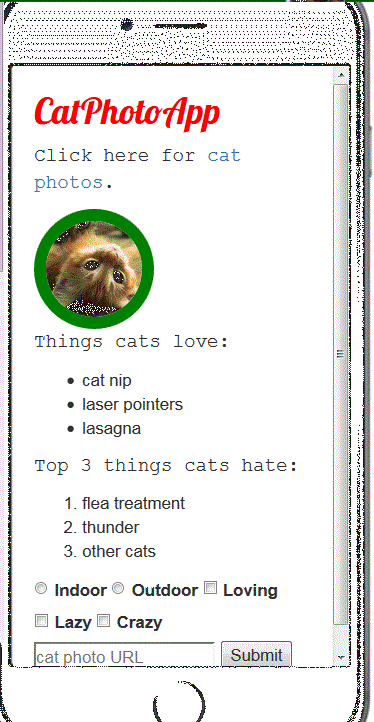 CatPhotoApp
Click here for cat
photos.
Things cats love:
• cat nip
• laser pointers
• lasagna
Top 3 things cats hate:
1. flea treatment
2. thunder
3. other cats
Indoor Outdoor Loving
Lazy Crazy
cat photo URL Submit